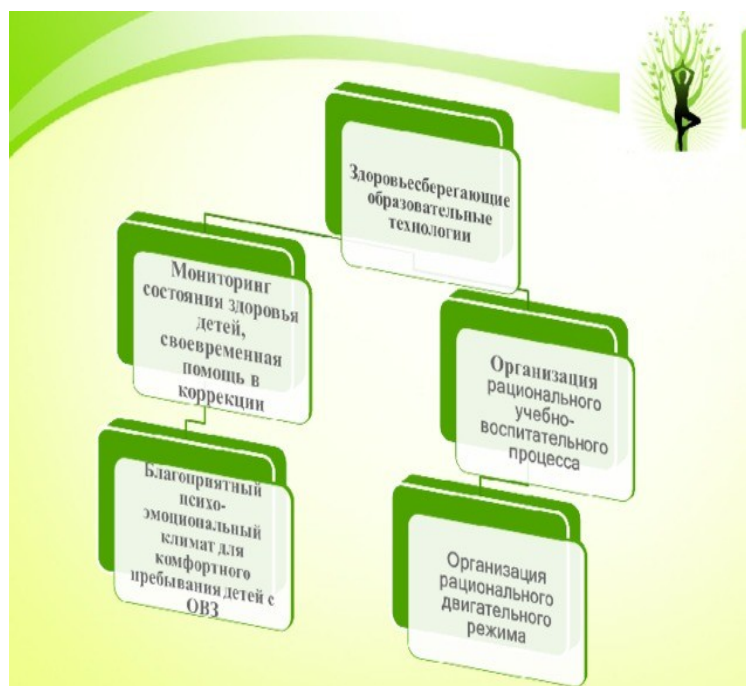 Здоровьесберегающие
образовательные
технологии
Мониторинг
состояния здоровья
детей,
своевременная
помощь в
коррекции
Организация
рационального
учебно-
воспитательного
процесса
Благоприятный
психо-
эмоциональный
климат для
комфортного
пребывания детей с
ОВЗ
Организация
рационального
двигательного
режима